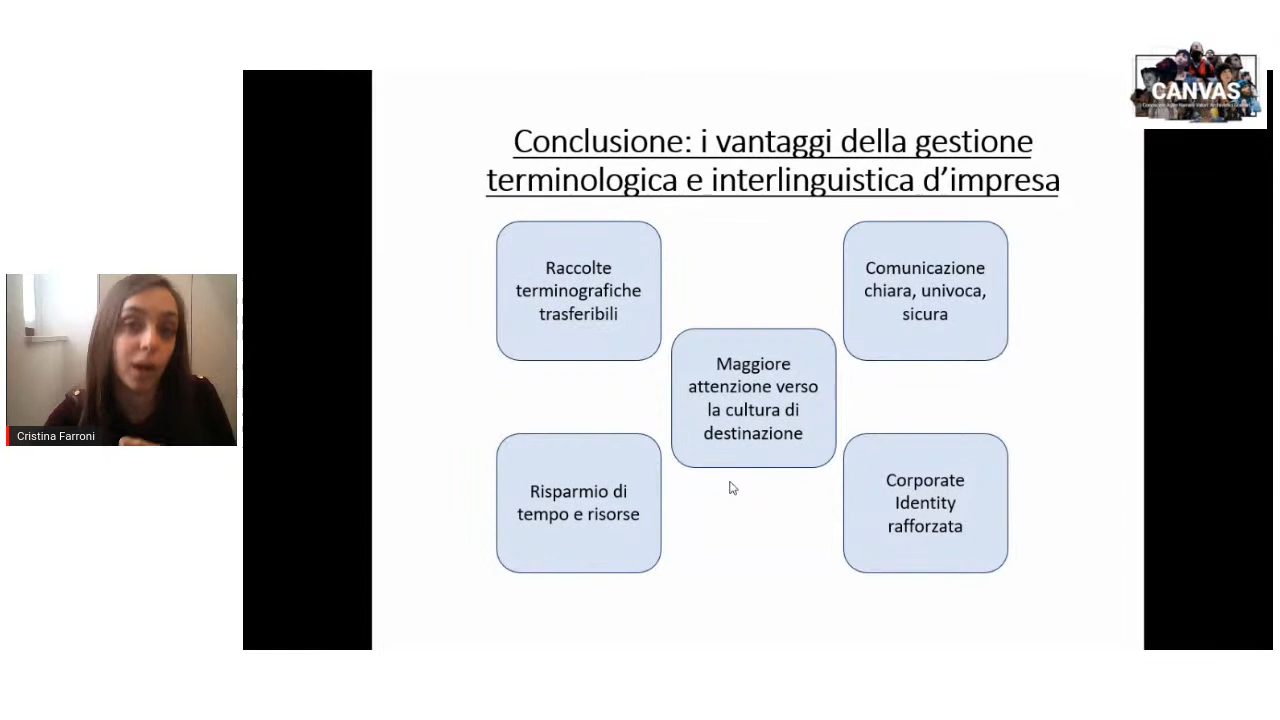 CANVAS
Conclusione: i vantaggi della gestione
terminologica e interlinguistica d'impresa
Raccolte
terminografiche
trasferibili
Comunicazione
chiara, univoca,
sicura
Maggiore
attenzione verso
la cultura di
destinazione
Risparmio di
tempo e risorse
Corporate
Identity
rafforzata
Cristina Farroni